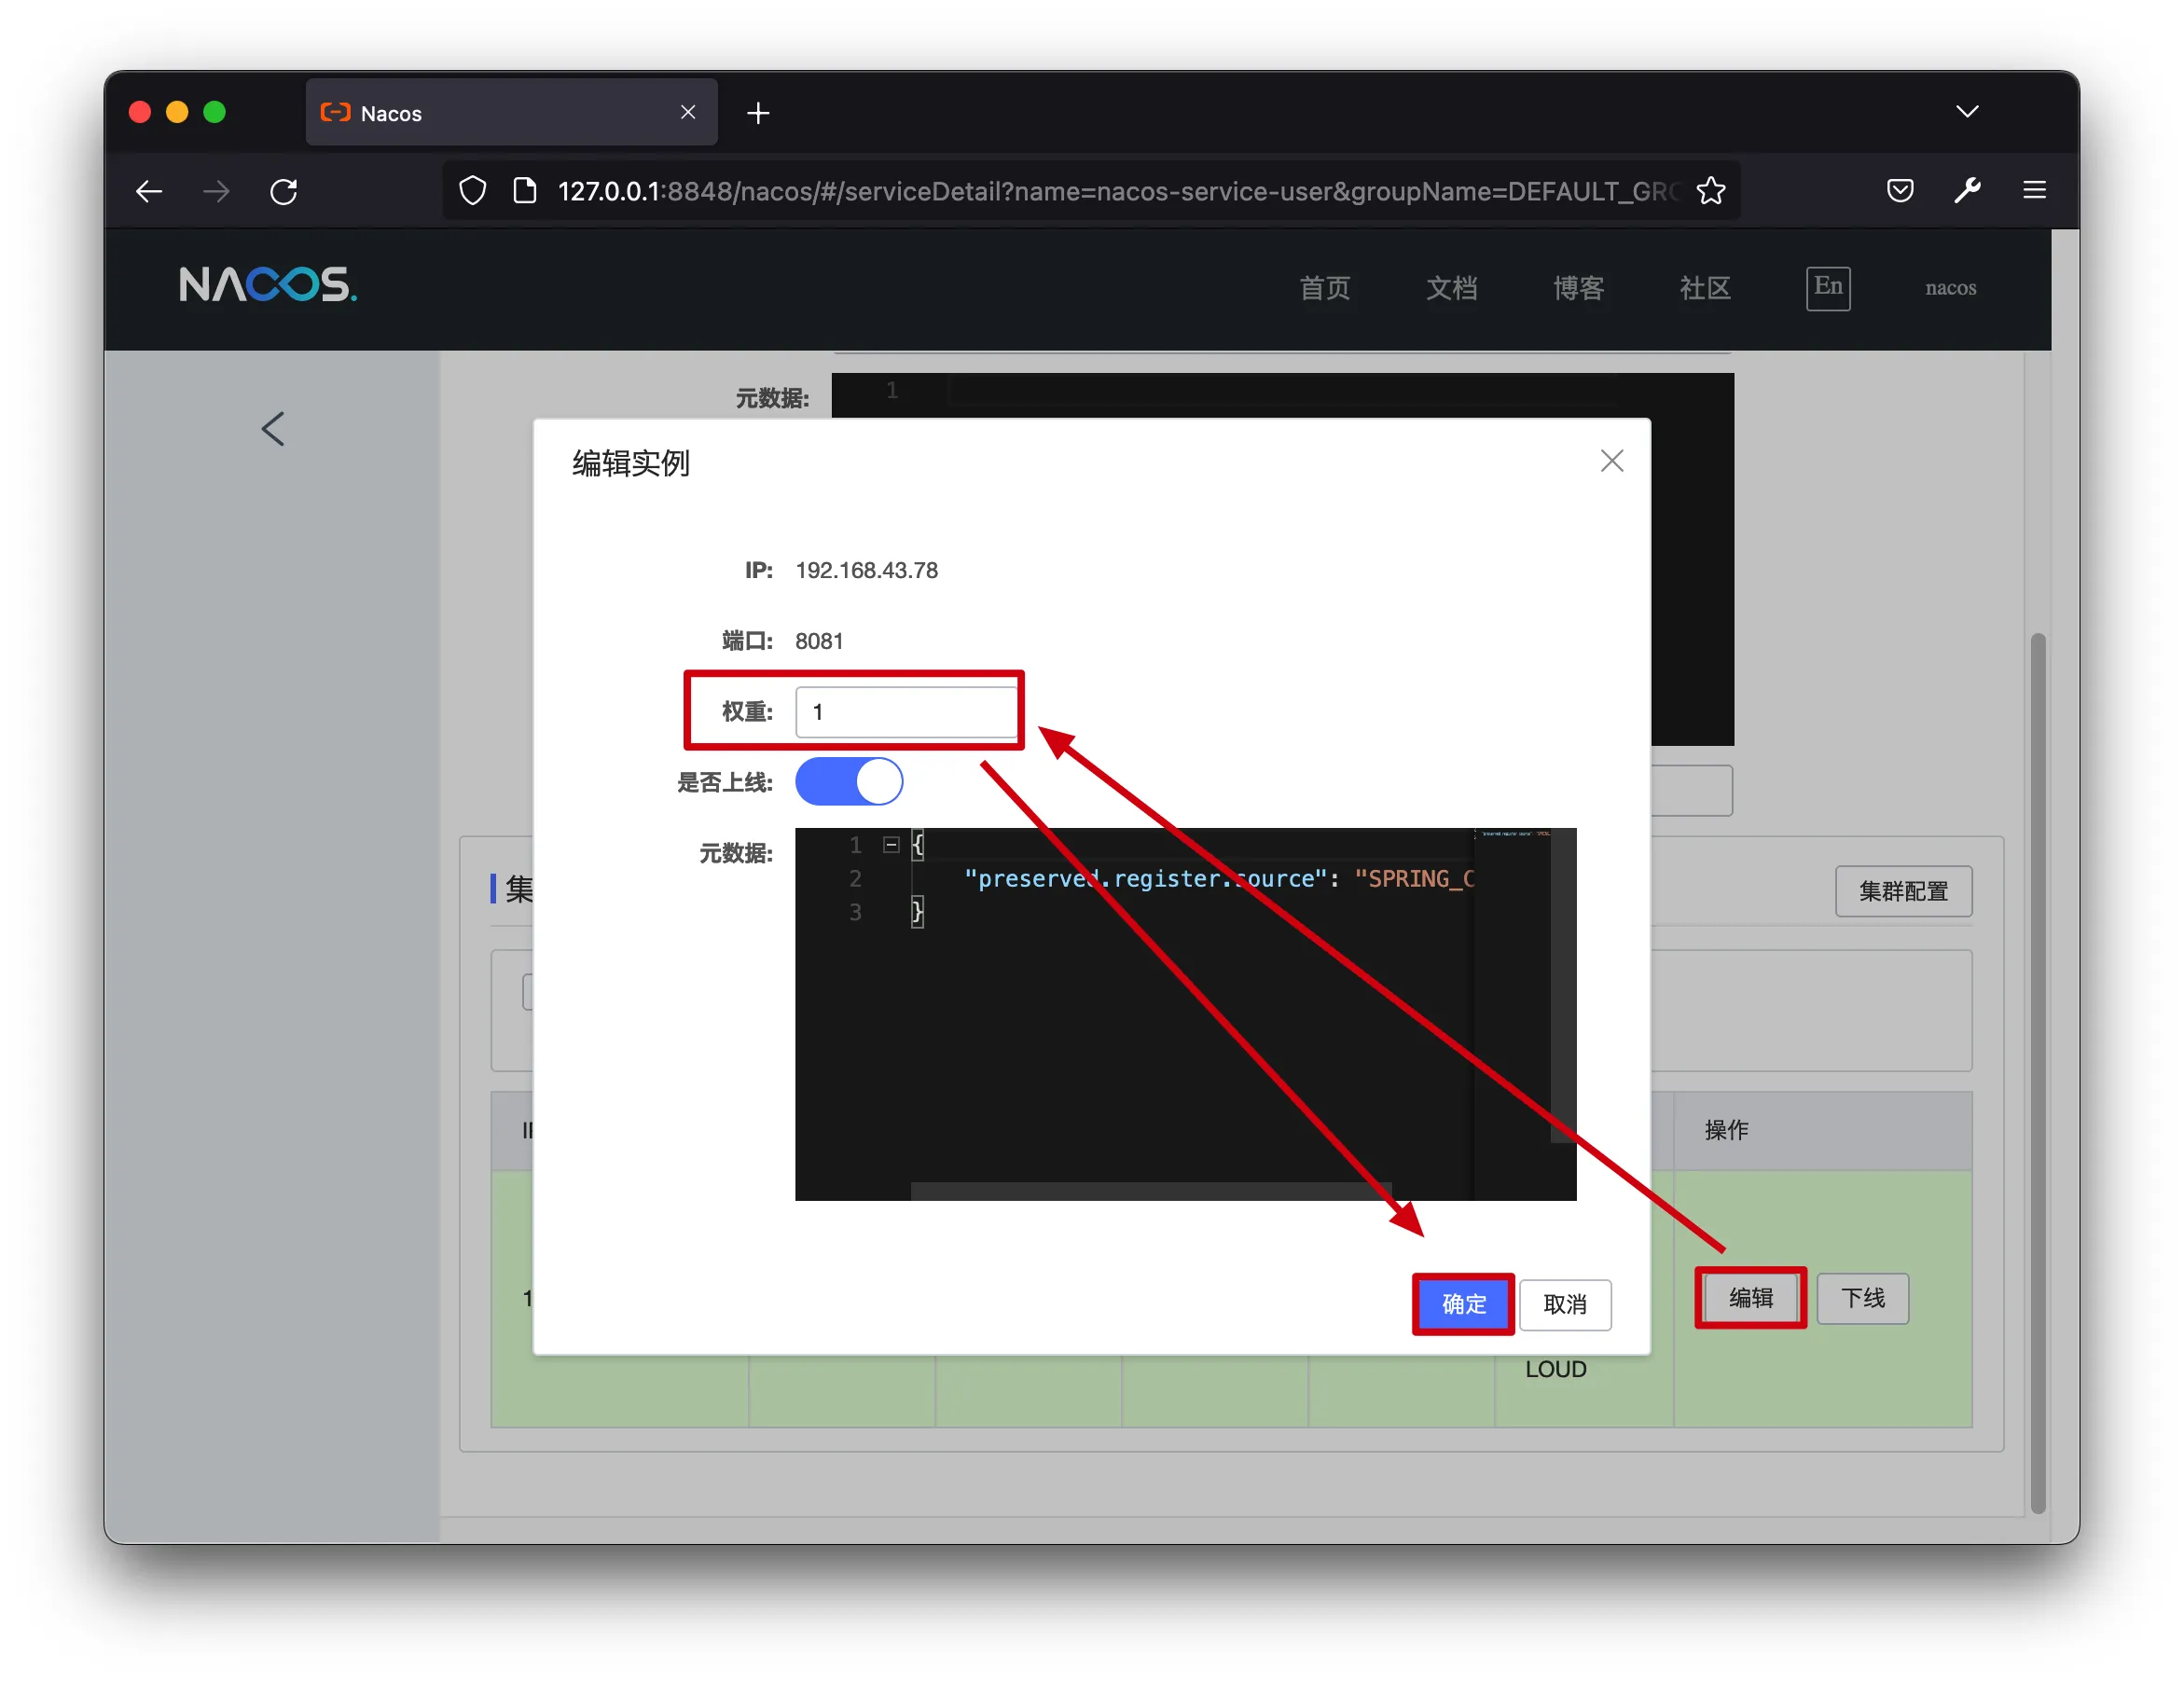 Nacos
127.0.0.1:8848/nacos/#/serviceDetail?name=nacos-service-user&groupName=DEFAULT_GRO
NACOS.
首页 文档 博客 社区 En nacos
元数据: 1
编辑实例
IP: 192.168.43.78
端口: 8081
权重: 1
是否上线:
元数据:
1 {
2 "preserved.register.source": "SPRING_C
3 }
集
集群配置
操作
编辑 下线
确定 取消
LOUD